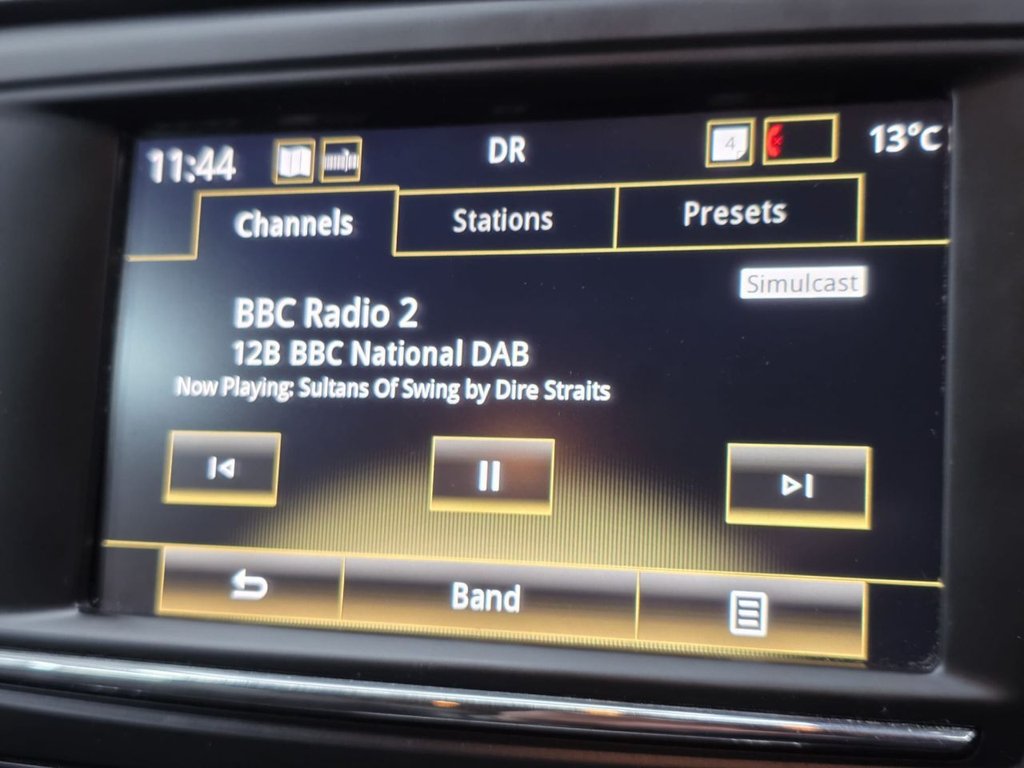 11:44 DR 4 13°C
Channels Stations Presets
Simulcast
BBC Radio 2
12B BBC National DAB
Now Playing: Sultans Of Swing by Dire Straits
Band